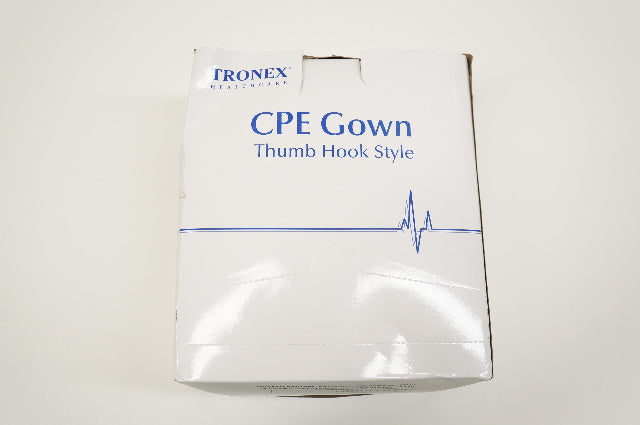 TRONEX
HEALTHCARE
CPE Gown
Thumb Hook Style